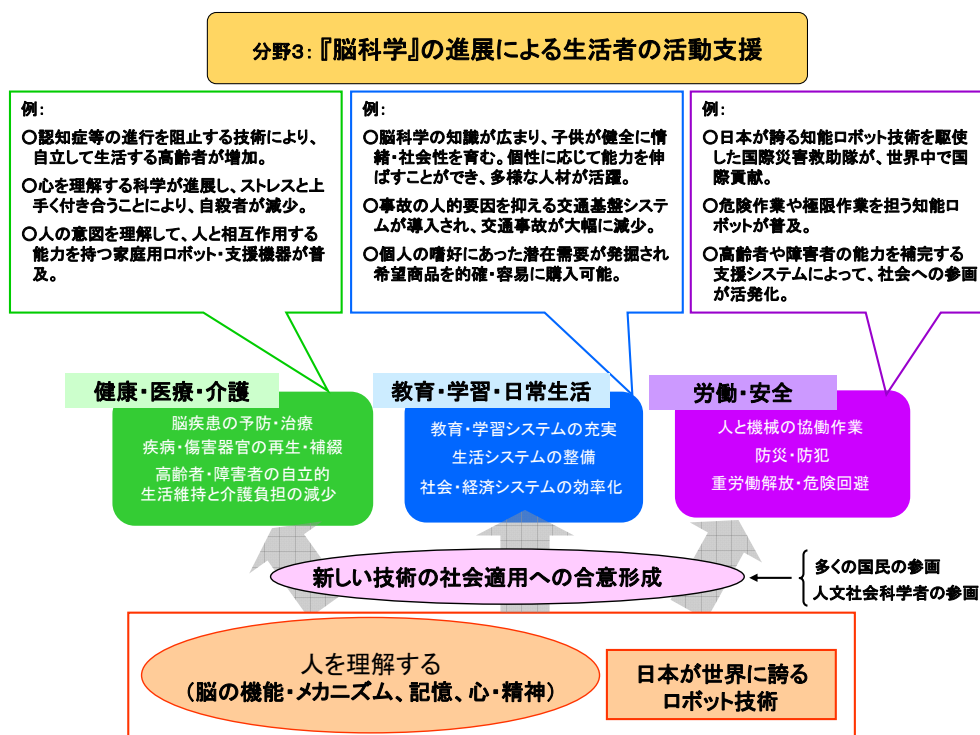 分野３：『脳科学』の進展による生活者の活動支援
例：
○認知症等の進行を阻止する技術により、
自立して生活する高齢者が増加。
○心を理解する科学が進展し、ストレスと上
手く付き合うことにより、自殺者が減少。
○人の意図を理解して、人と相互作用する
能力を持つ家庭用ロボット・支援機器が普
及。
例：
○脳科学の知識が広まり、子供が健全に情
緒・社会性を育む。個性に応じて能力を伸
ばすことができ、多様な人材が活躍。
○事故の人的要因を抑える交通基盤システ
ムが導入され、交通事故が大幅に減少。
○個人の嗜好にあった潜在需要が発掘され
希望商品を的確・容易に購入可能。
例：
○日本が誇る知能ロボット技術を駆使
した国際災害救助隊が、世界中で国
際貢献。
○危険作業や極限作業を担う知能ロ
ボットが普及。
○高齢者や障害者の能力を補完する
支援システムによって、社会への参画
が活発化。
健康・医療・介護
脳疾患の予防・治療
疾病・傷害器官の再生・補綴
高齢者・障害者の自立的
生活維持と介護負担の減少
教育・学習・日常生活
教育・学習システムの充実
生活システムの整備
社会・経済システムの効率化
労働・安全
人と機械の協働作業
防災・防犯
重労働解放・危険回避
新しい技術の社会適用への合意形成
多くの国民の参画
人文社会科学者の参画
人を理解する
（脳の機能・メカニズム、記憶、心・精神）
日本が世界に誇る
ロボット技術